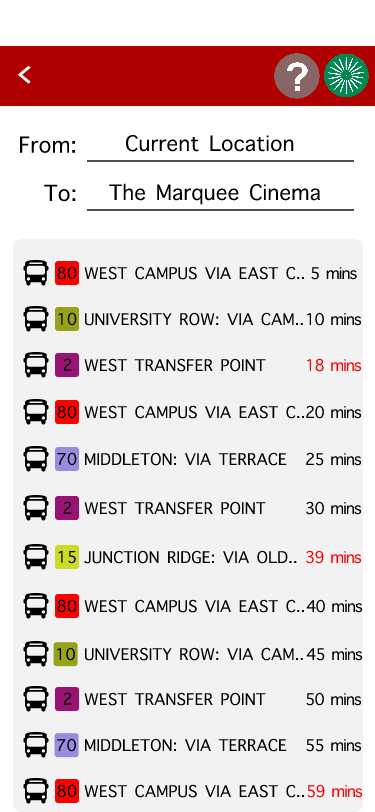 <
?
From: Current Location
To: The Marquee Cinema
80 WEST CAMPUS VIA EAST C.. 5 mins
10 UNIVERSITY ROW: VIA CAM..10 mins
2 WEST TRANSFER POINT 18 mins
80 WEST CAMPUS VIA EAST C..20 mins
70 MIDDLETON: VIA TERRACE 25 mins
2 WEST TRANSFER POINT 30 mins
15 JUNCTION RIDGE: VIA OLD.. 39 mins
80 WEST CAMPUS VIA EAST C..40 mins
10 UNIVERSITY ROW: VIA CAM..45 mins
2 WEST TRANSFER POINT 50 mins
70 MIDDLETON: VIA TERRACE 55 mins
80 WEST CAMPUS VIA EAST C..59 mins